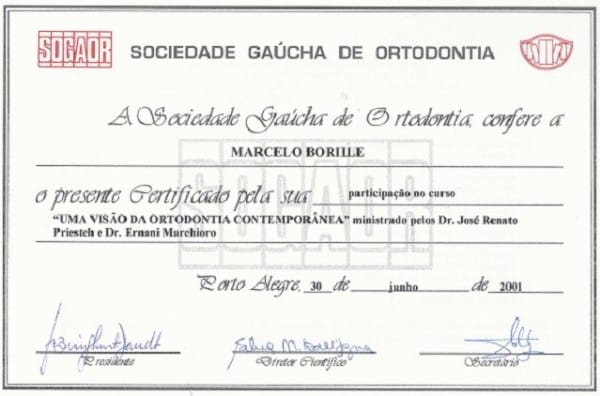 SOGAOR SOCIEDADE GAÚCHA DE ORTODONTIA
A Sociedade Gaúcha de Ortodontia, confere a
MARCELO BORILLE
o presente Certificado pela sua participação no curso
"UMA VISÃO DA ORTODONTIA CONTEMPORÂNEA" ministrado pelos Dr. José Renato
Priestch e Dr. Ernani Marchioro
SOGAOR
Porto Alegre, 30 de junho de 2001
Presidente Diretor Científico Secretário